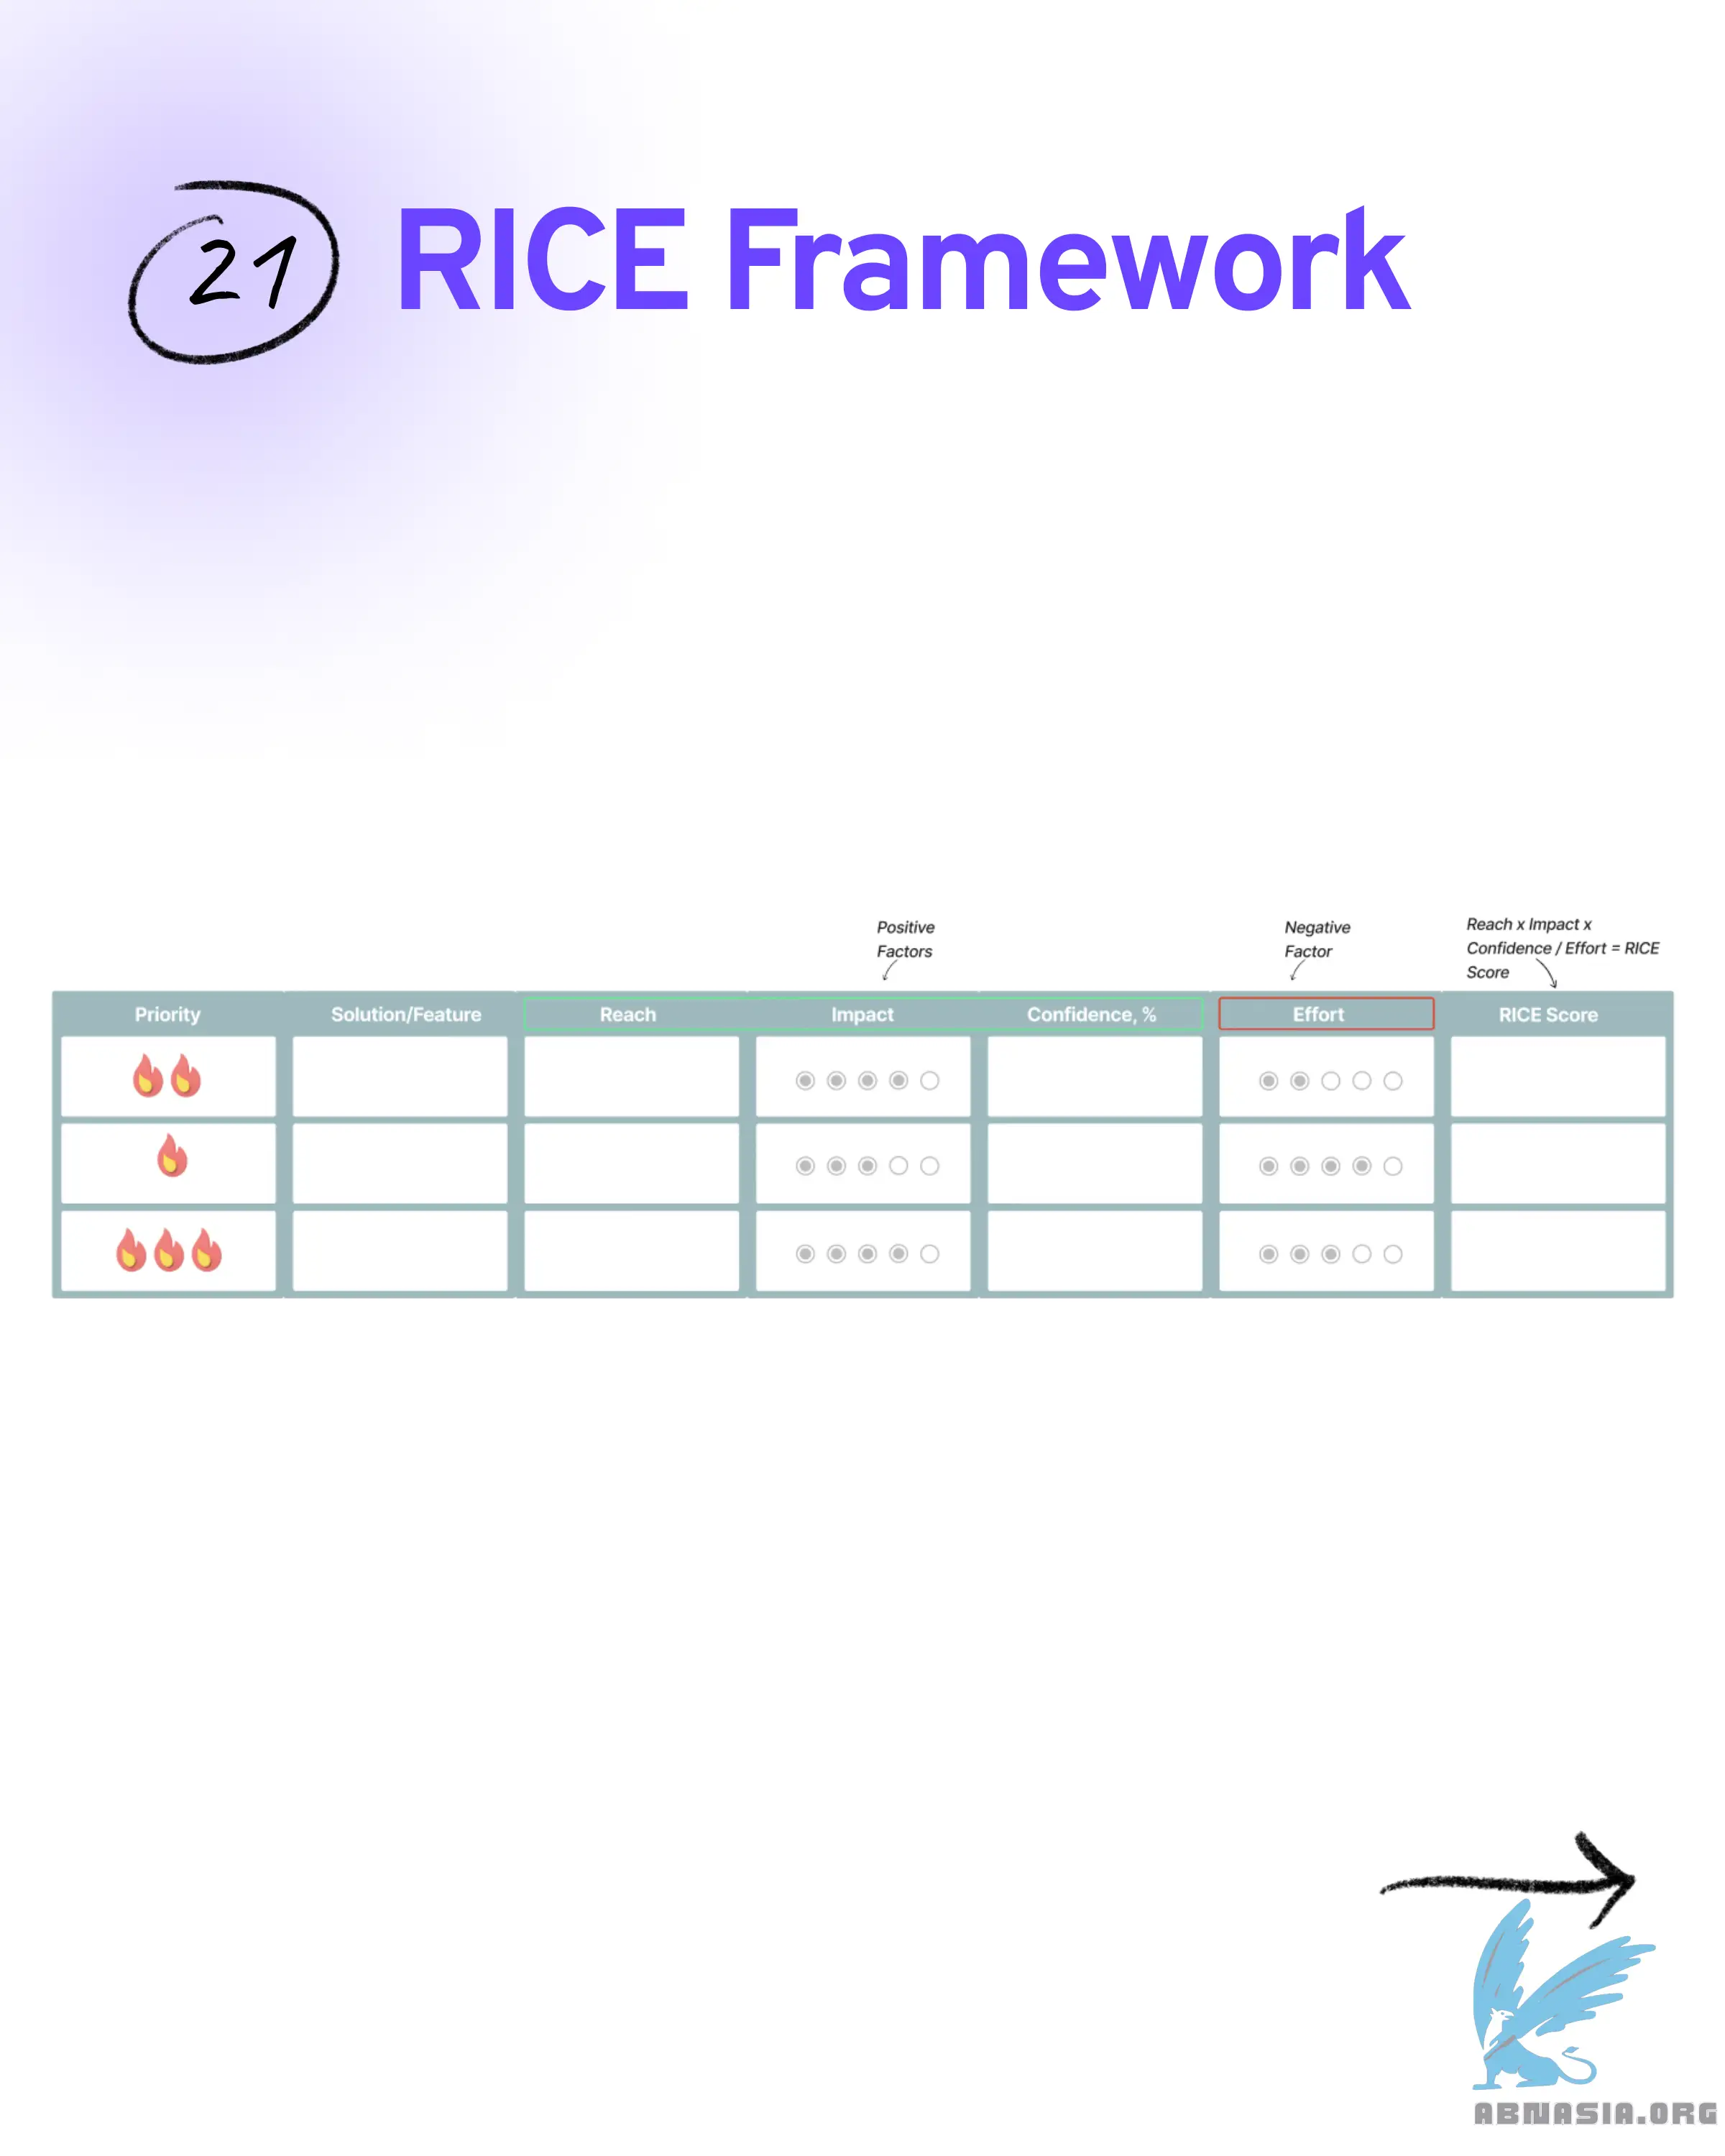 21 RICE Framework
Positive
Factors
Negative
Factor
Reach x Impact x
Confidence / Effort = RICE
Score
Priority Solution/Feature Reach Impact Confidence, % Effort RICE Score
ABNASIA.ORG